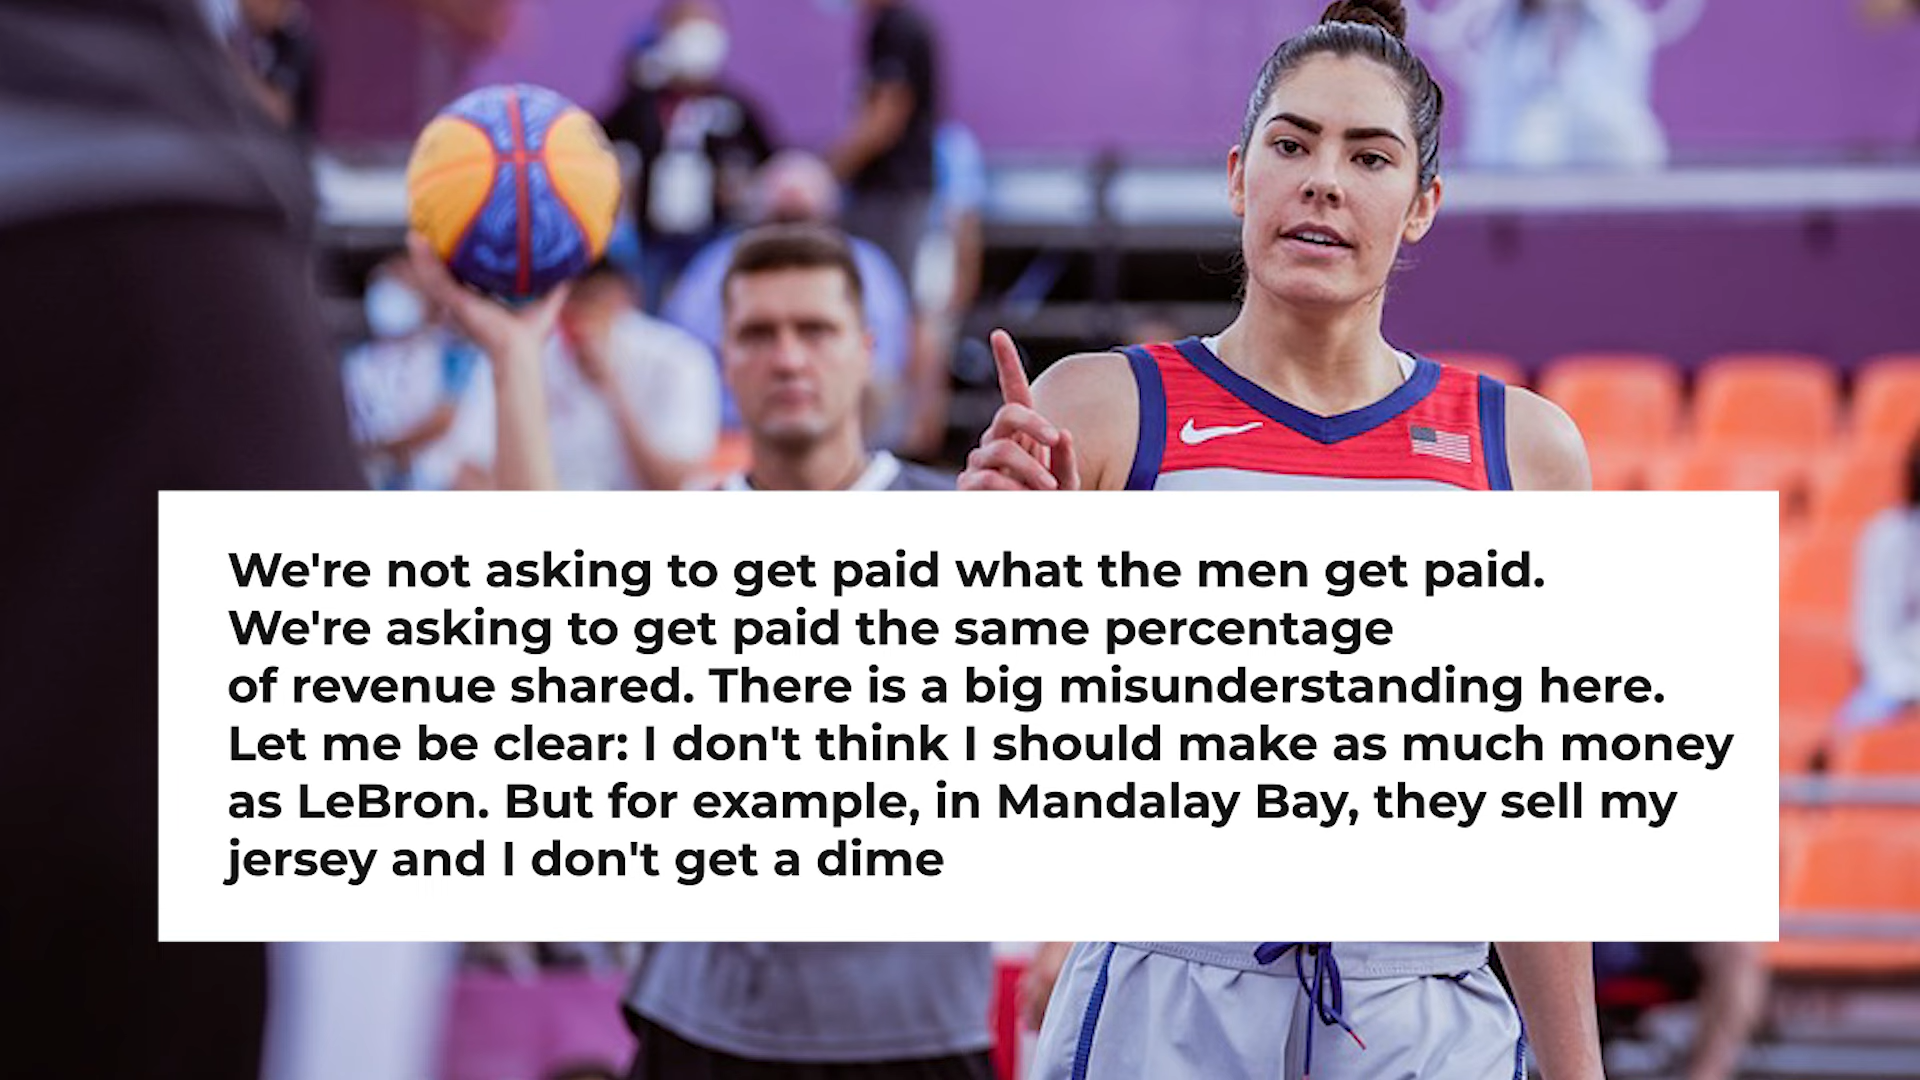 We're not asking to get paid what the men get paid.
We're asking to get paid the same percentage
of revenue shared. There is a big misunderstanding here.
Let me be clear: I don't think I should make as much money
as LeBron. But for example, in Mandalay Bay, they sell my
jersey and I don't get a dime